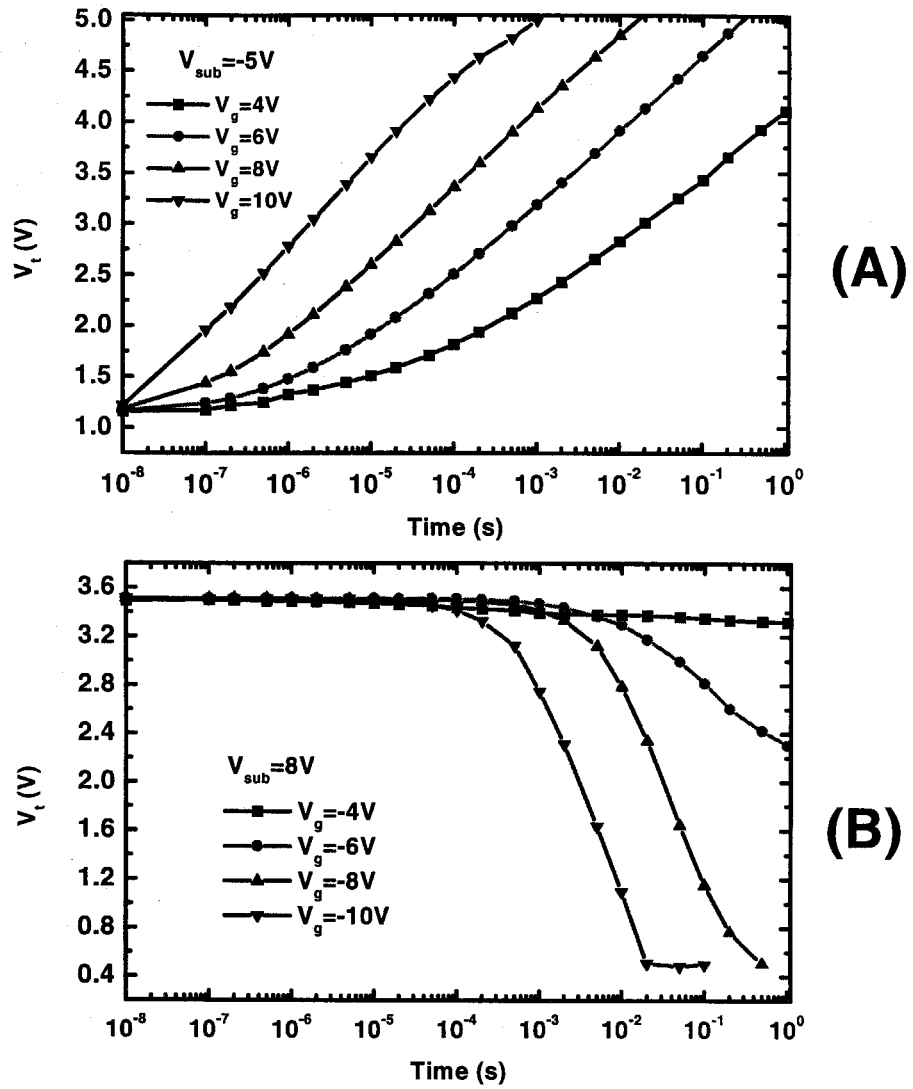 5.0
4.5
4.0
3.5
3.0
2.5
2.0
1.5
1.0
V_t (V)
V_sub=-5V
V_g=4V
V_g=6V
V_g=8V
V_g=10V
(A)
10^-8 10^-7 10^-6 10^-5 10^-4 10^-3 10^-2 10^-1 10^0
Time (s)
3.6
3.2
2.8
2.4
2.0
1.6
1.2
0.8
0.4
V_t (V)
V_sub=8V
V_g=-4V
V_g=-6V
V_g=-8V
V_g=-10V
(B)
10^-8 10^-7 10^-6 10^-5 10^-4 10^-3 10^-2 10^-1 10^0
Time (s)